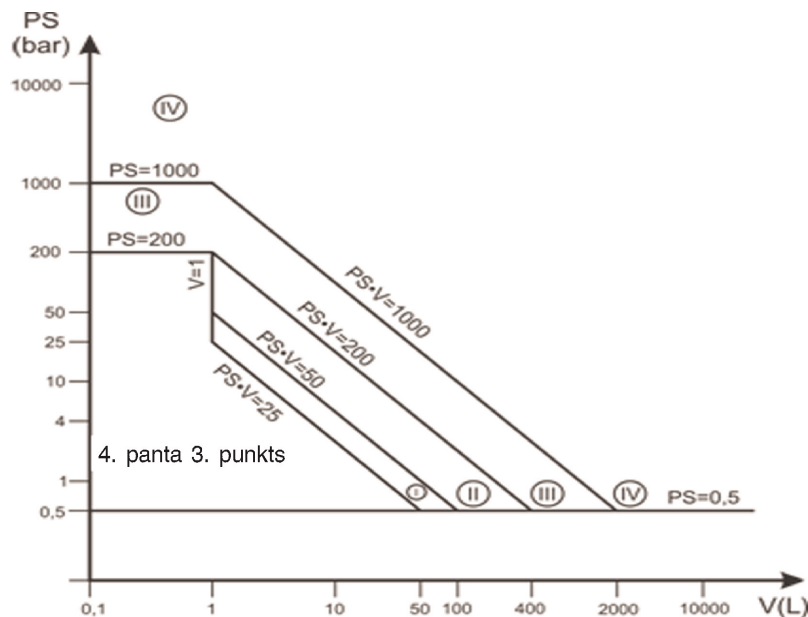 PS
(bar)
10000
IV
PS=1000
1000
III
PS=200
200
V=1
PS•V=1000
50
PS•V=200
25
PS•V=50
10
PS•V=25
4
4. panta 3. punkts
1
I
II
III
IV
PS=0,5
0,5
0,1
1
10
50
100
400
2000
10000
V(L)